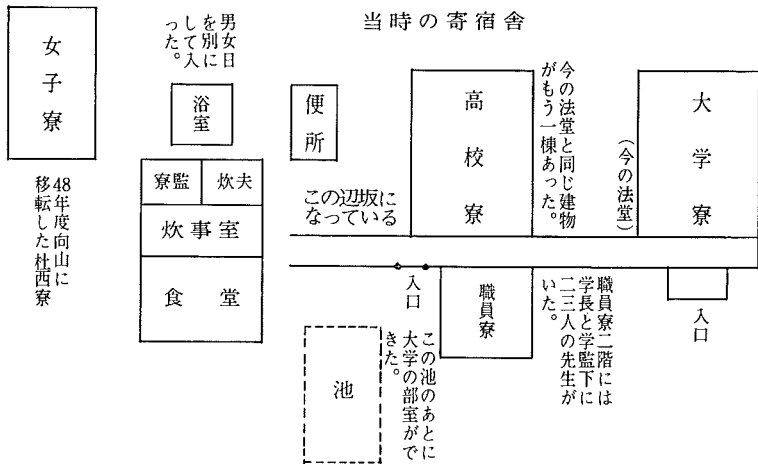 当時の寄宿舎
大学寮
(今の法堂)
入口
今の法堂と同じ建物
がもう一棟あった。
高校寮
職員寮
職員寮二階には
学長と学監下に
二三人の先生が
いた。
入口
この辺坂に
なっている
便所
池
この池のあとに
大学の部室がで
きた。
男女日
を別に
して入
った。
浴室
寮監
炊夫
炊事室
食堂
女子寮
48年度向山に
移転した杜西寮